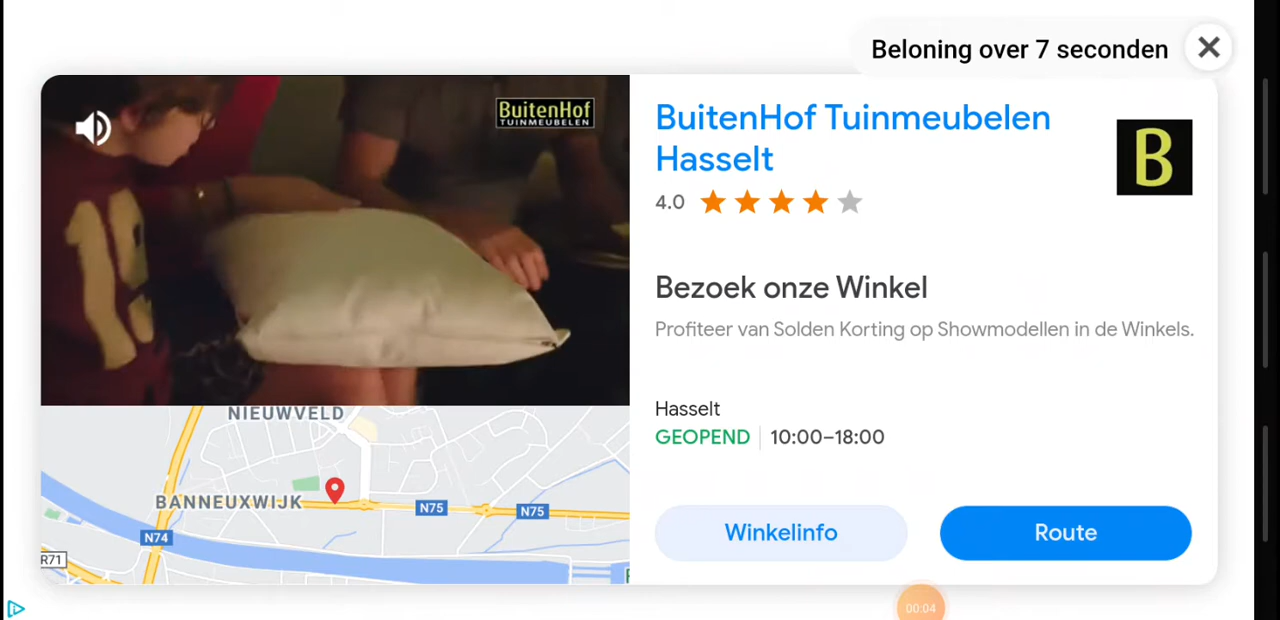 Beloning over 7 seconden
BuitenHof
TUINMEUBELEN
BuitenHof Tuinmeubelen
Hasselt
B
4.0
Bezoek onze Winkel
Profiteer van Solden Korting op Showmodellen in de Winkels.
Hasselt
GEOPEND 10:00–18:00
NIEUWVELD
BANNEUXWIJK
N75
N75
N74
R71
Winkelinfo
Route
00:04